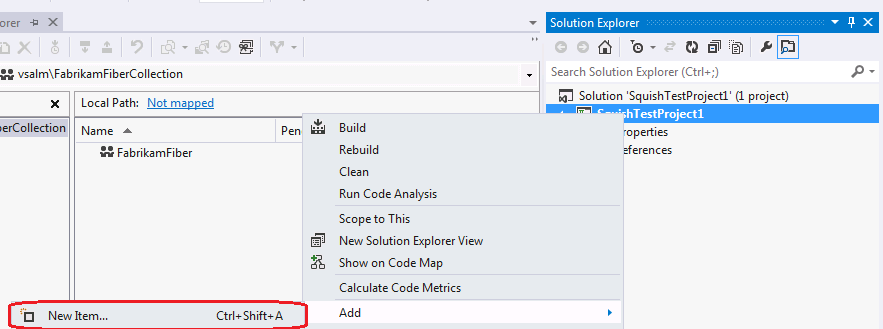 orer
Solution Explorer
vsalm\FabrikamFiberCollection
Search Solution Explorer (Ctrl+;)
Local Path: Not mapped
Solution 'SquishTestProject1' (1 project)
berCollection
SquishTestProject1
Name
Pen
Build
roperties
FabrikamFiber
Rebuild
eferences
Clean
Run Code Analysis
Scope to This
New Solution Explorer View
Show on Code Map
Calculate Code Metrics
New Item... Ctrl+Shift+A
Add